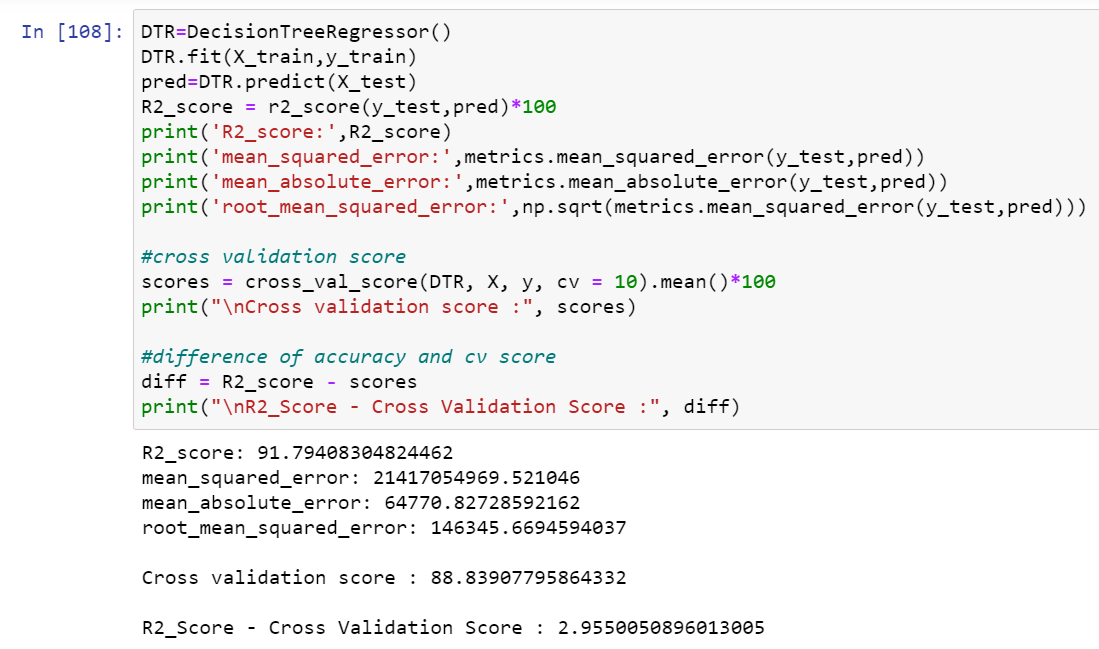 In [108]: DTR=DecisionTreeRegressor()
DTR.fit(X_train,y_train)
pred=DTR.predict(X_test)
R2_score = r2_score(y_test,pred)*100
print('R2_score:',R2_score)
print('mean_squared_error:',metrics.mean_squared_error(y_test,pred))
print('mean_absolute_error:',metrics.mean_absolute_error(y_test,pred))
print('root_mean_squared_error:',np.sqrt(metrics.mean_squared_error(y_test,pred)))
#cross validation score
scores = cross_val_score(DTR, X, y, cv = 10).mean()*100
print("\nCross validation score :", scores)
#difference of accuracy and cv score
diff = R2_score - scores
print("\nR2_Score - Cross Validation Score :", diff)
R2_score: 91.79408304824462
mean_squared_error: 21417054969.521046
mean_absolute_error: 64770.82728592162
root_mean_squared_error: 146345.6694594037
Cross validation score : 88.83907795864332
R2_Score - Cross Validation Score : 2.9550050896013005